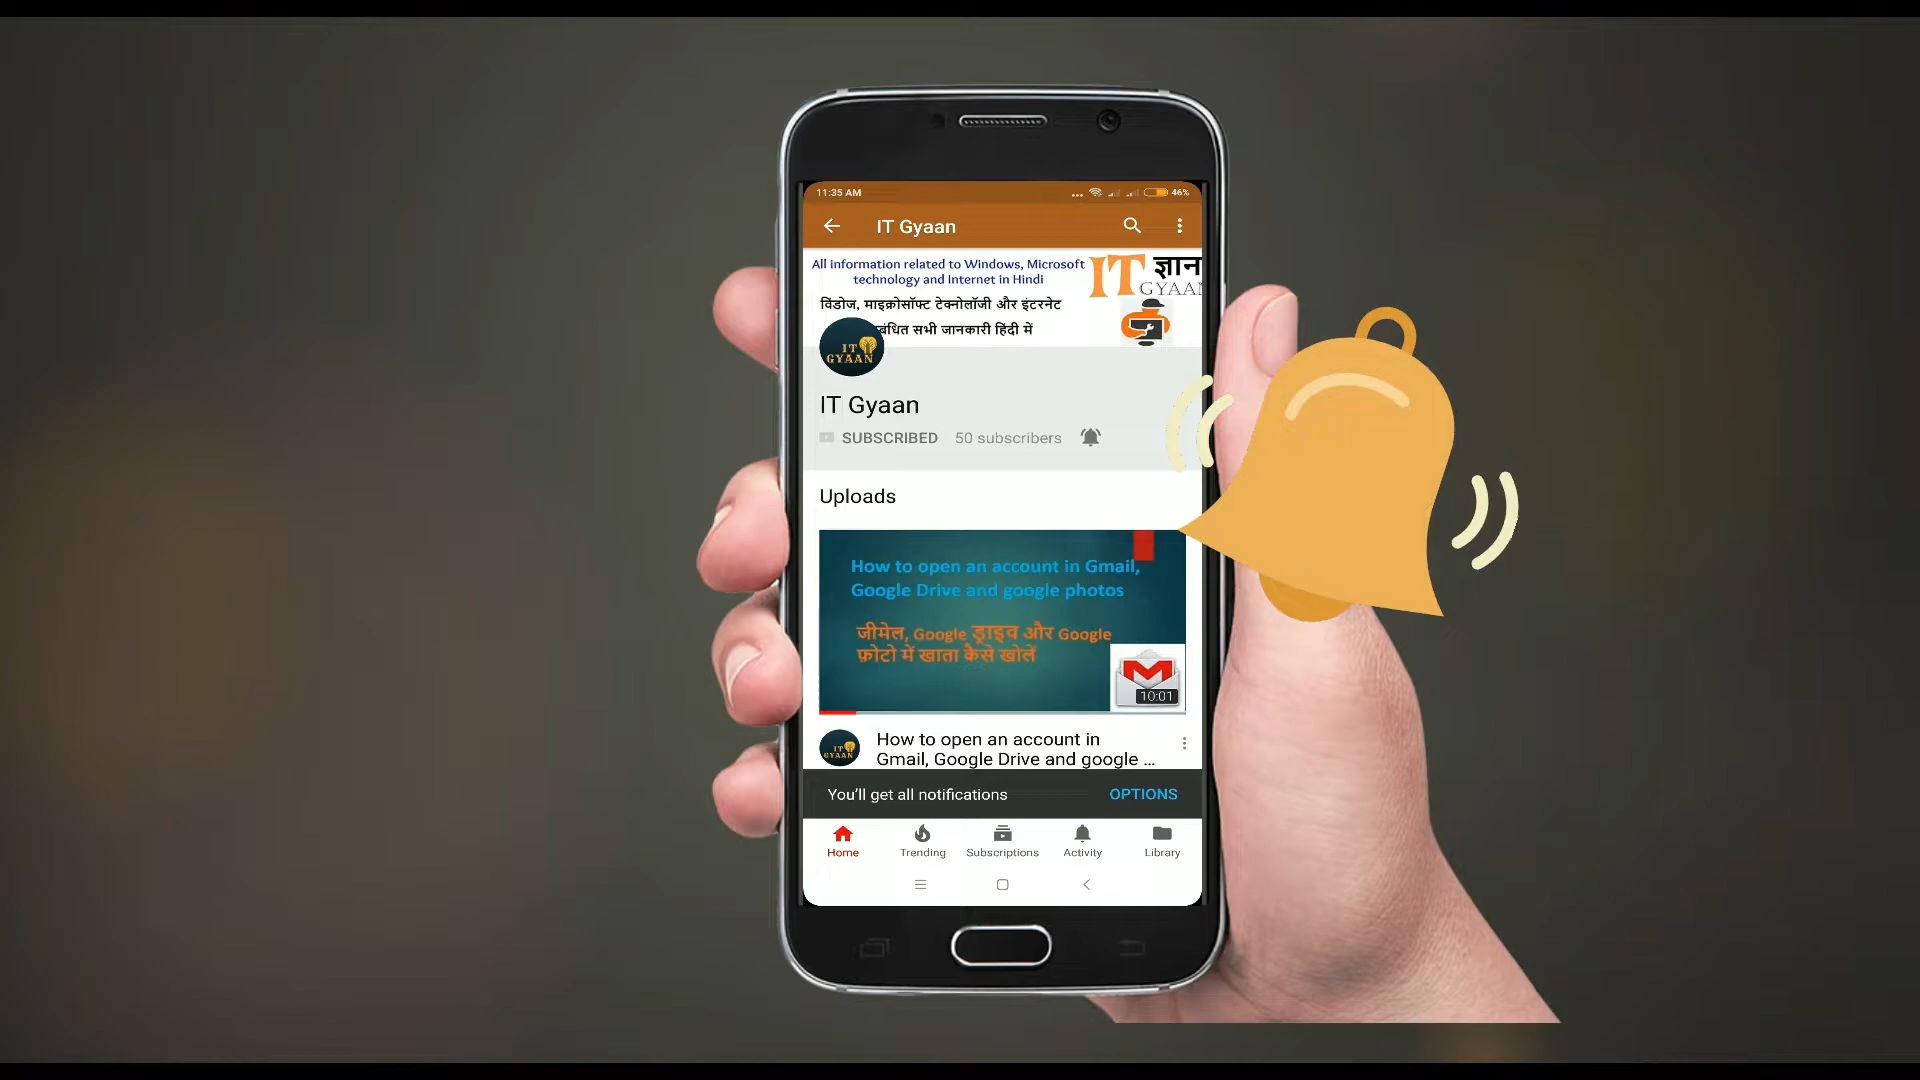 11:35 AM
46%
IT Gyaan
All information related to Windows, Microsoft
technology and Internet in Hindi
IT ज्ञान
विंडोज, माइक्रोसॉफ्ट टेक्नोलॉजी और इंटरनेट
सभी जानकारी हिंदी में
IT
GYAAN
IT Gyaan
SUBSCRIBED 50 subscribers
Uploads
How to open an account in Gmail,
Google Drive and google photos
जीमेल, Google ड्राइव और Google
फ़ोटो में खाता कैसे खोलें
10:01
IT
GYAAN
How to open an account in
Gmail, Google Drive and google ...
You'll get all notifications OPTIONS
Home Trending Subscriptions Activity Library